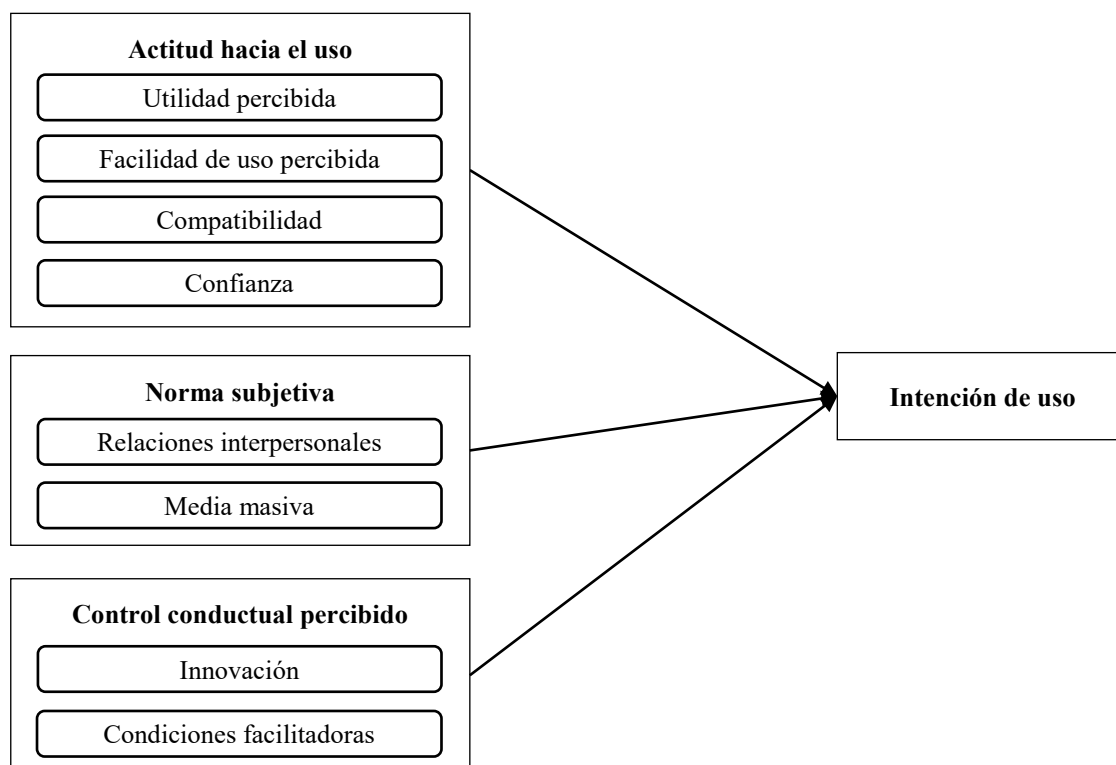 Actitud hacia el uso
Utilidad percibida
Facilidad de uso percibida
Compatibilidad
Confianza
Norma subjetiva
Relaciones interpersonales
Media masiva
Control conductual percibido
Innovación
Condiciones facilitadoras
Intención de uso